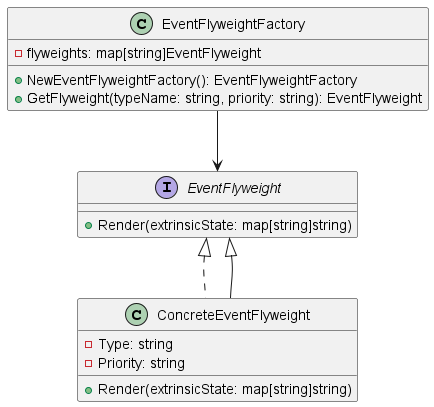 C EventFlyweightFactory
flyweights: map[string]EventFlyweight
NewEventFlyweightFactory(): EventFlyweightFactory
GetFlyweight(typeName: string, priority: string): EventFlyweight
I EventFlyweight
Render(extrinsicState: map[string]string)
C ConcreteEventFlyweight
Type: string
Priority: string
Render(extrinsicState: map[string]string)